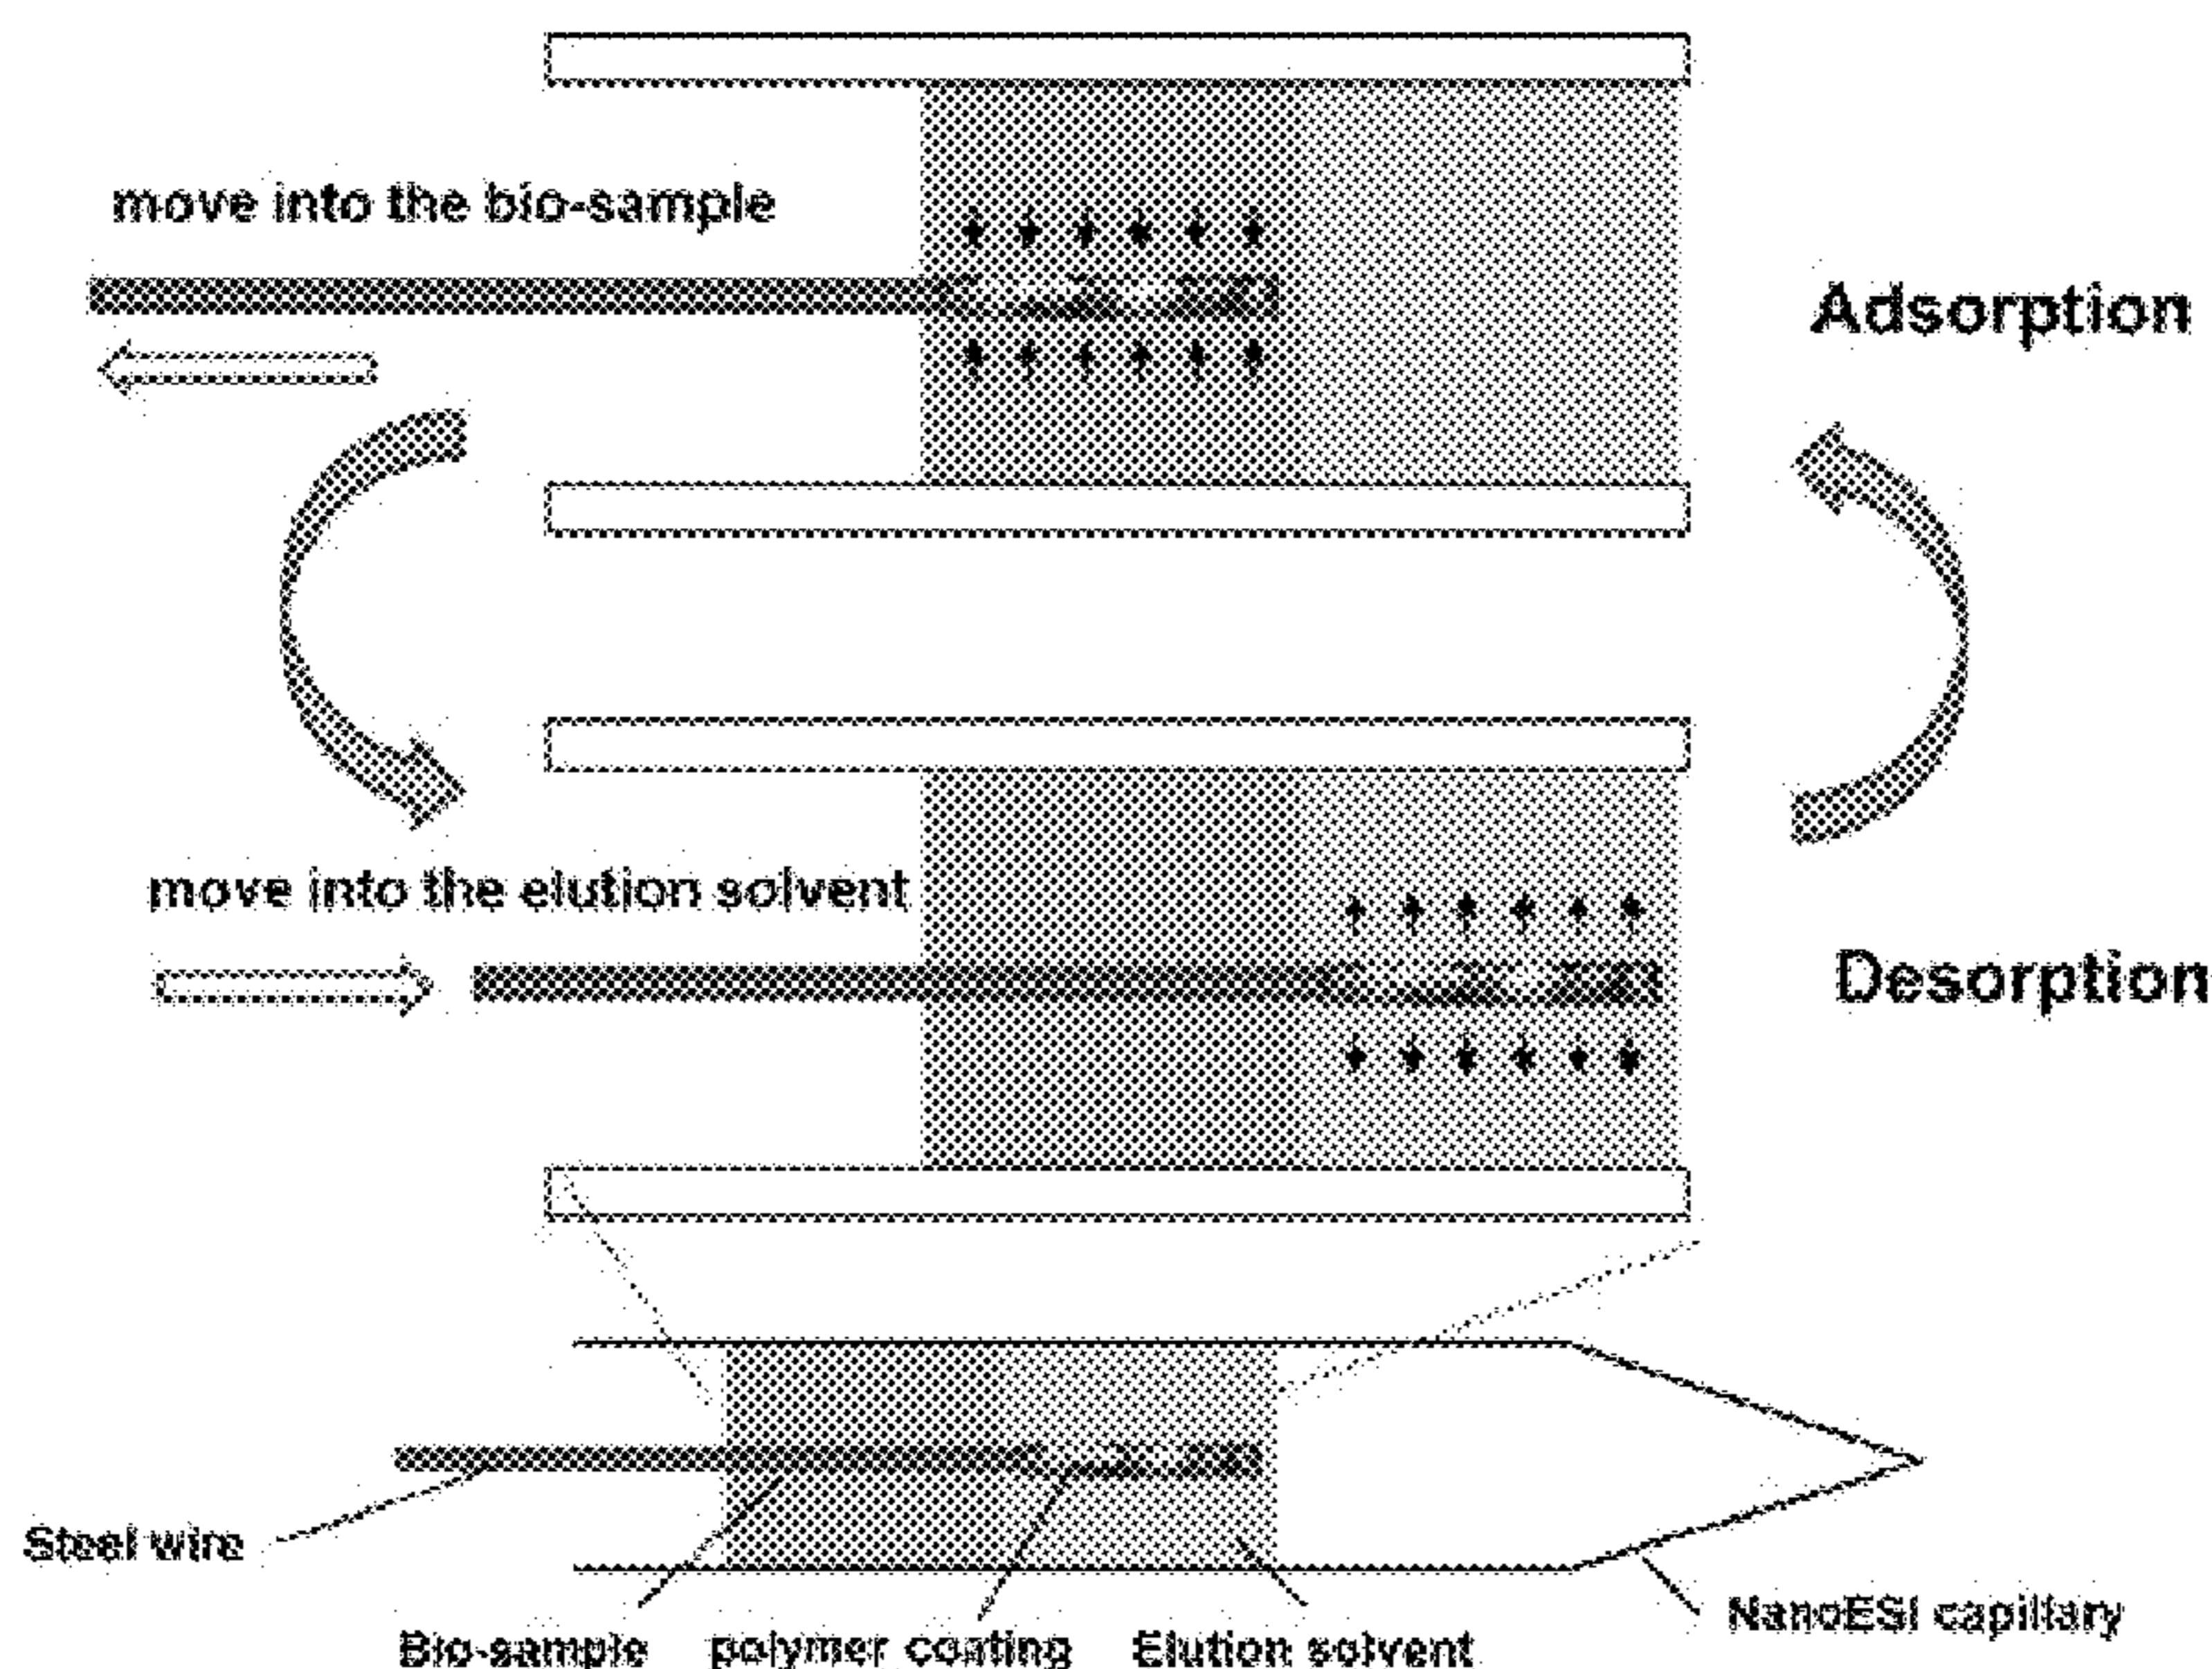 move into the bio-sample
Adsorption
move into the elution solvent
Desorption
Steel wire
Bio-sample
polymer coating
Elution solvent
NanoESI capillary